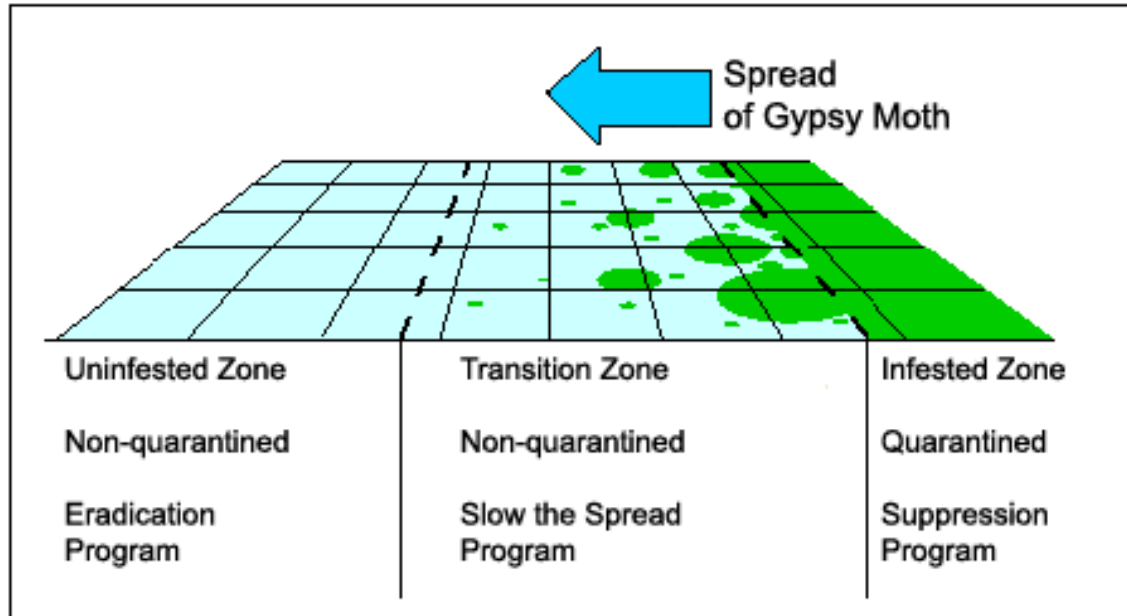 Spread
of Gypsy Moth
Uninfested Zone
Transition Zone
Infested Zone
Non-quarantined
Non-quarantined
Quarantined
Eradication
Program
Slow the Spread
Program
Suppression
Program